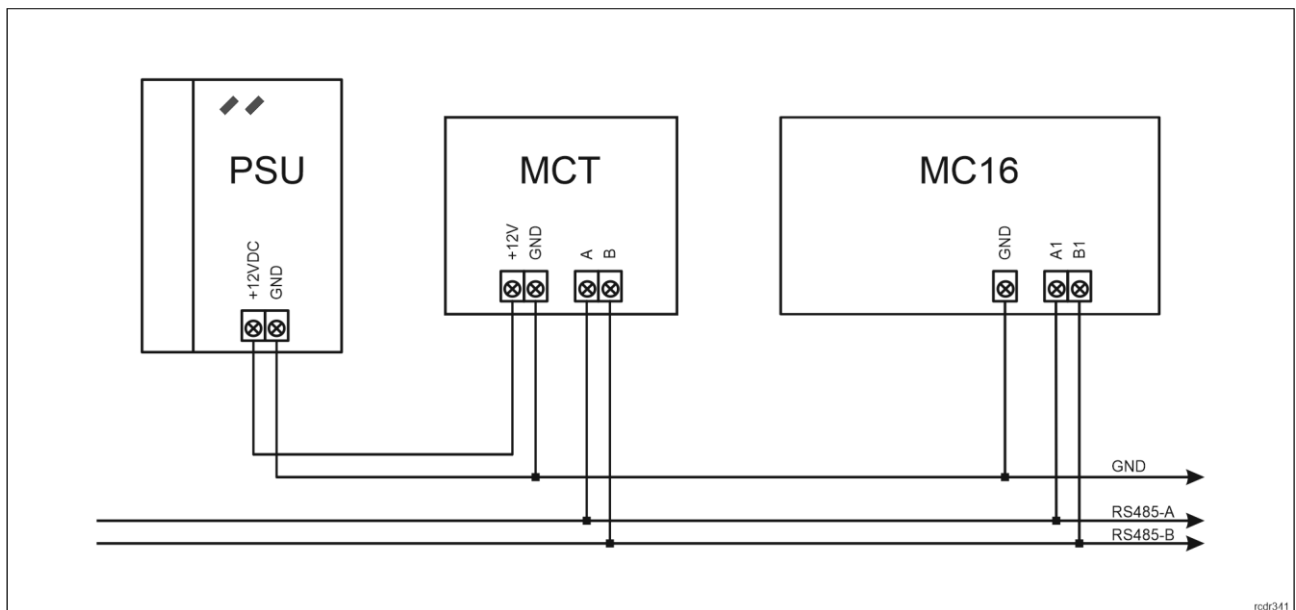 PSU
MCT
MC16
+12VDC
GND
+12V
GND
A
B
GND
A1
B1
GND
RS485-A
RS485-B
rcdr341